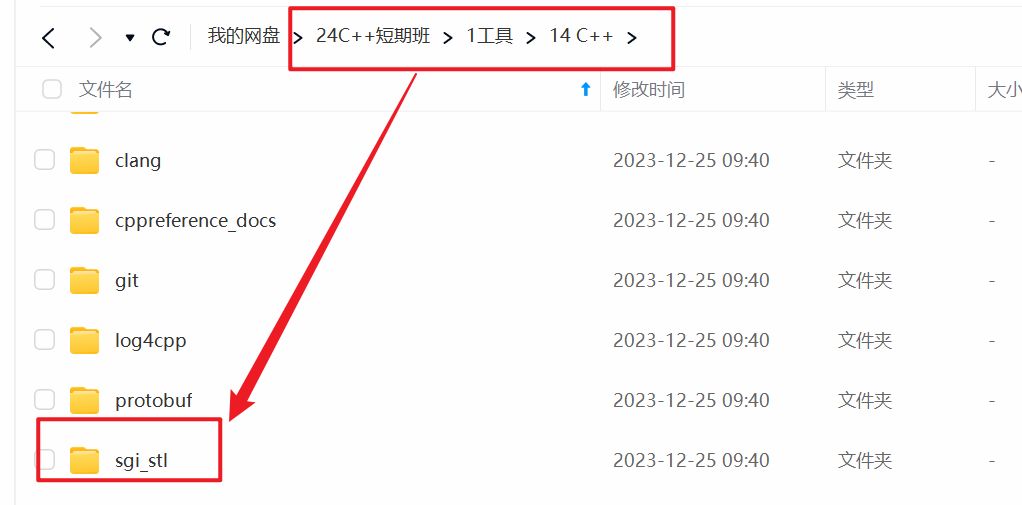 我的网盘 > 24C++短期班 > 1工具 > 14 C++ >
文件名 修改时间 类型 大小
clang 2023-12-25 09:40 文件夹 -
cppreference_docs 2023-12-25 09:40 文件夹 -
git 2023-12-25 09:40 文件夹 -
log4cpp 2023-12-25 09:40 文件夹 -
protobuf 2023-12-25 09:40 文件夹 -
sgi_stl 2023-12-25 09:40 文件夹 -